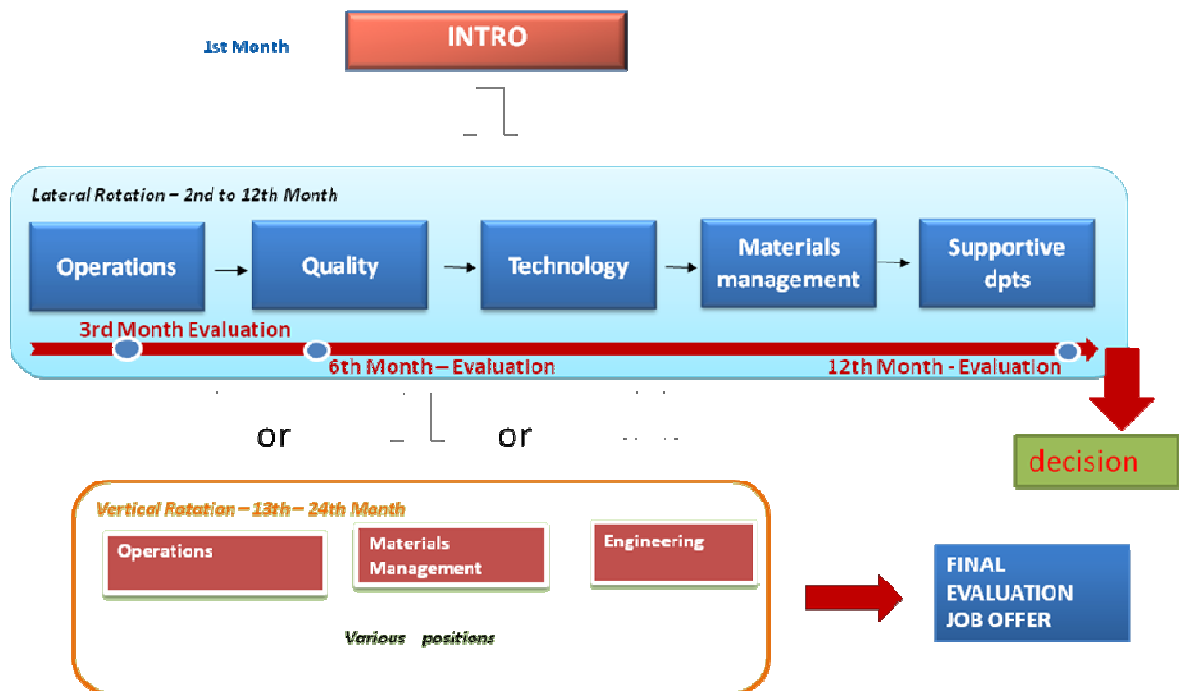 1st Month
INTRO
Lateral Rotation – 2nd to 12th Month
Operations
Quality
Technology
Materials
management
Supportive
dpts
3rd Month Evaluation
6th Month – Evaluation
12th Month - Evaluation
or
or
decision
Vertical Rotation – 13th – 24th Month
Operations
Materials
Management
Engineering
Various positions
FINAL
EVALUATION
JOB OFFER